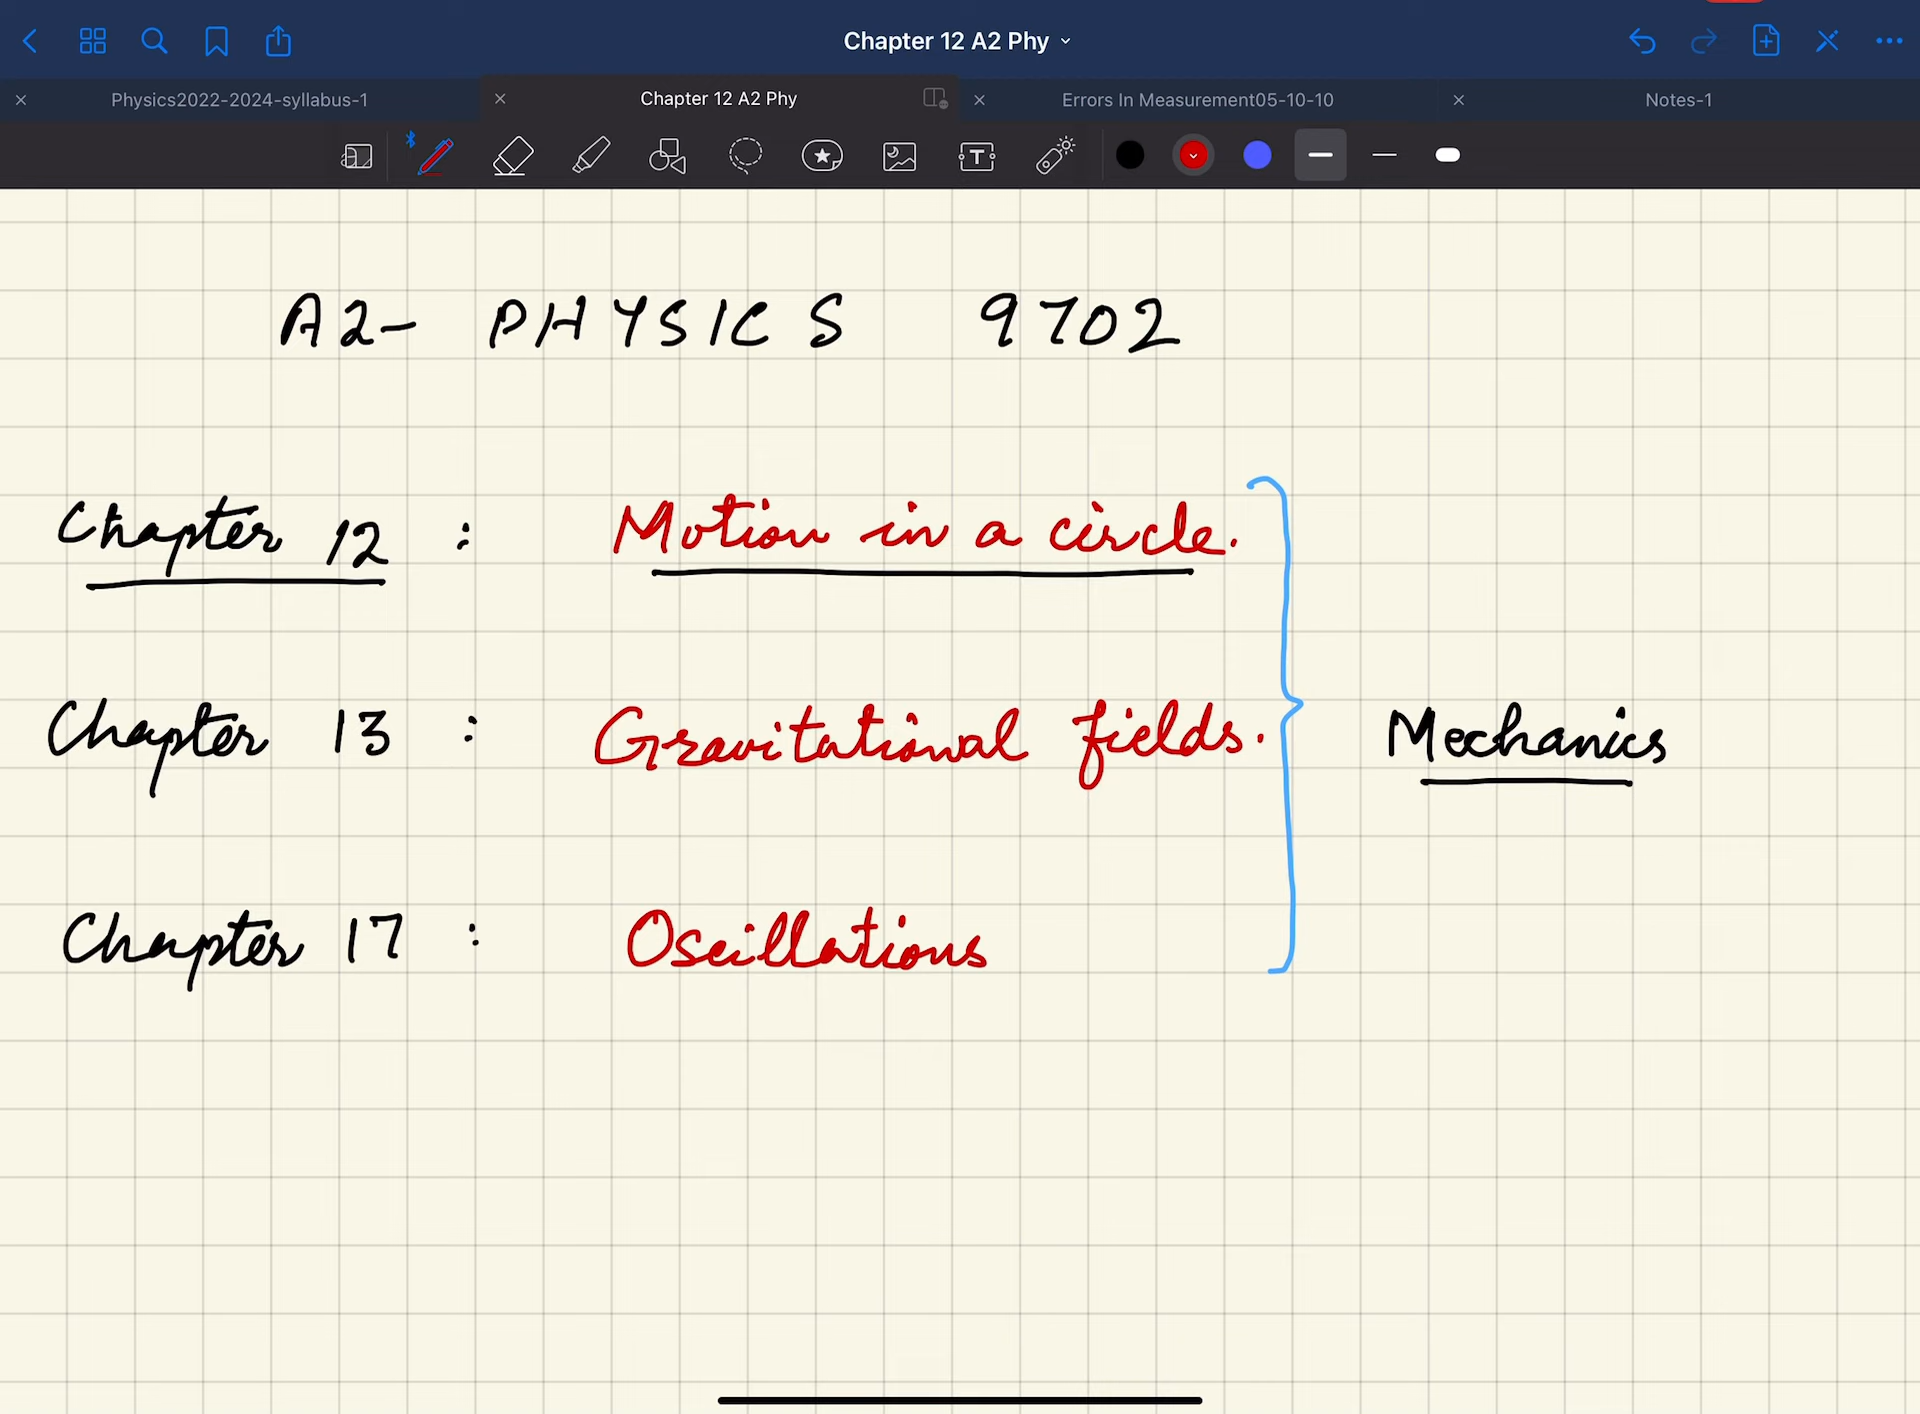 Chapter 12 A2 Phy
Physics2022-2024-syllabus-1
Chapter 12 A2 Phy
Errors In Measurement05-10-10
Notes-1
T
A2- PHYSICS 9702
Chapter 12 : Motion in a circle.
Chapter 13 : Gravitational fields.
Mechanics
Chapter 17 : Oscillations